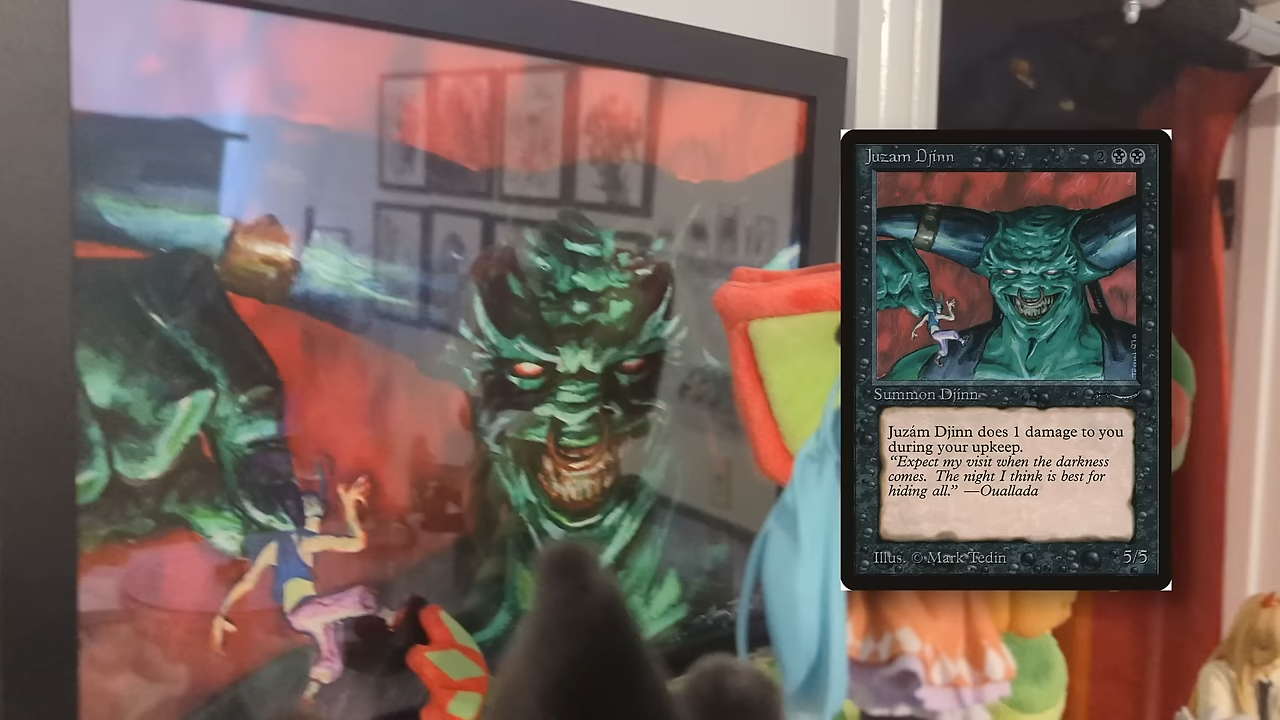 Juzám Djinn 2
Summon Djinn
Juzám Djinn does 1 damage to you
during your upkeep.
“Expect my visit when the darkness
comes. The night I think is best for
hiding all.” —Ouallada
Illus. © Mark Tedin 5/5